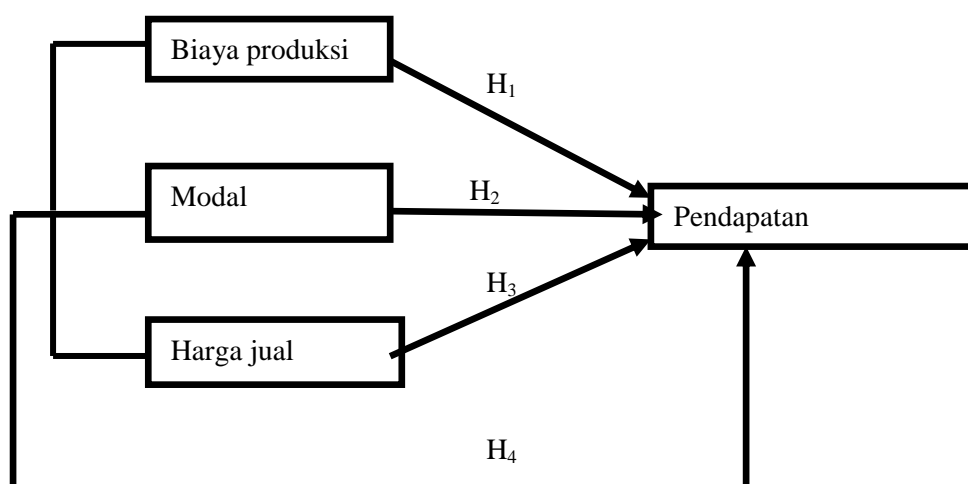 Biaya produksi
H₁
Modal
H₂
Pendapatan
H₃
Harga jual
H₄